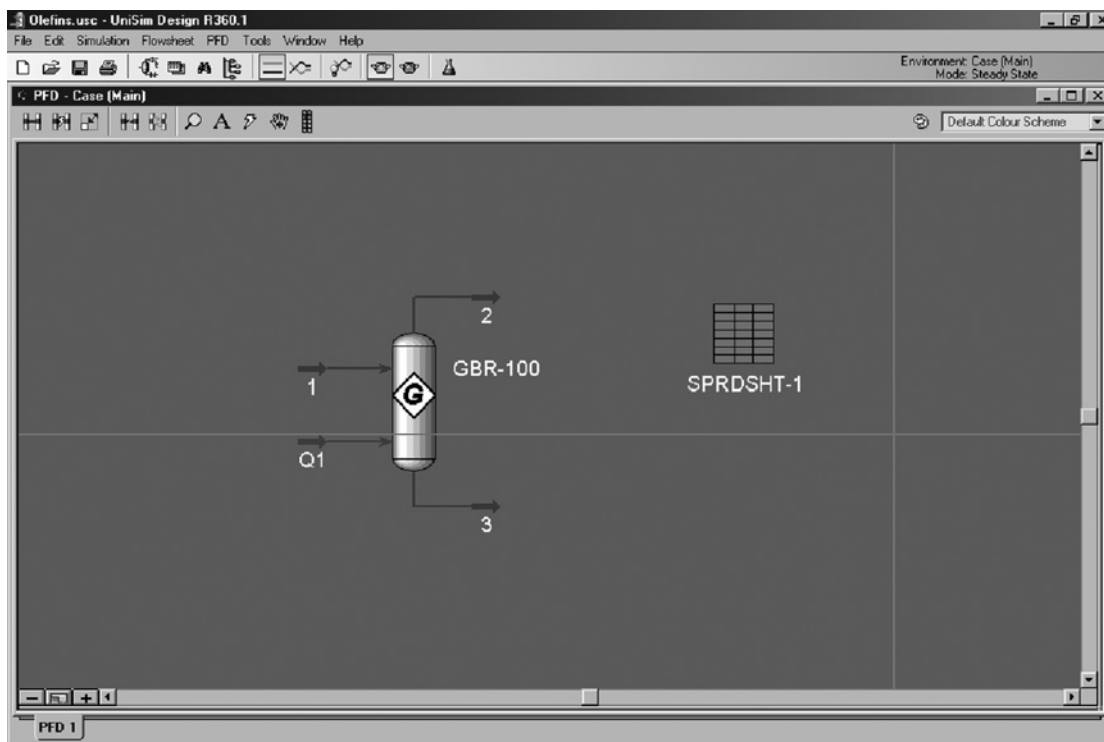 Olefins.usc - UniSim Design R360.1
File Edit Simulation Flowsheet PFD Tools Window Help
Environment: Case (Main)
Mode: Steady State
PFD - Case (Main)
A
Default Colour Scheme
2
GBR-100
1
G
SPRDSHT-1
Q1
3
PFD 1